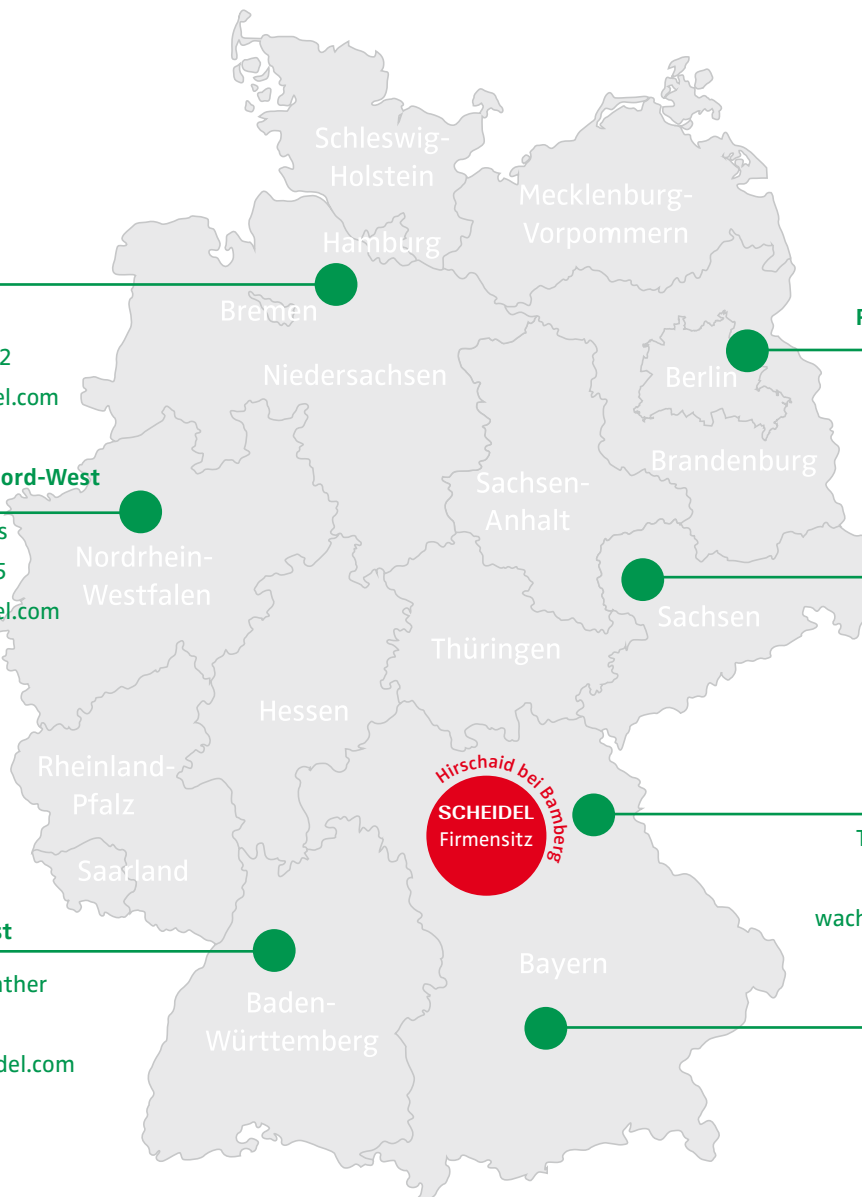 Schleswig-
Holstein
Mecklenburg-
Vorpommern
Hamburg
Bremen
2
el.com
Niedersachsen
F
Berlin
Brandenburg
ord-West
s
5
el.com
Nordrhein-
Westfalen
Sachsen-
Anhalt
Sachsen
Thüringen
Hessen
Rheinland-
Pfalz
Saarland
Hirschaid bei Bamberg
SCHEIDEL
Firmensitz
T
wach
st
nther
del.com
Baden-
Württemberg
Bayern